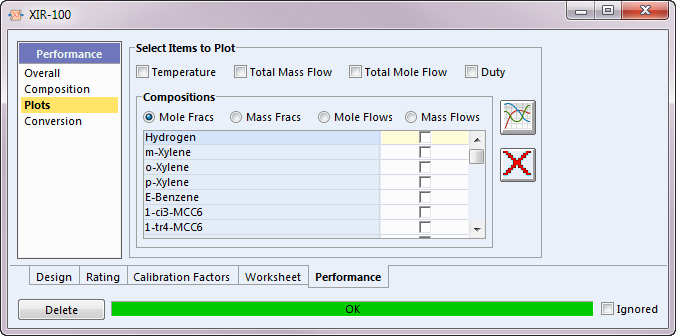 XIR-100
Performance
Overall
Composition
Plots
Conversion
Select Items to Plot
Temperature Total Mass Flow Total Mole Flow Duty
Compositions
Mole Fracs Mass Fracs Mole Flows Mass Flows
Hydrogen
m-Xylene
o-Xylene
p-Xylene
E-Benzene
1-ci3-MCC6
1-tr4-MCC6
Design Rating Calibration Factors Worksheet Performance
Delete OK Ignored